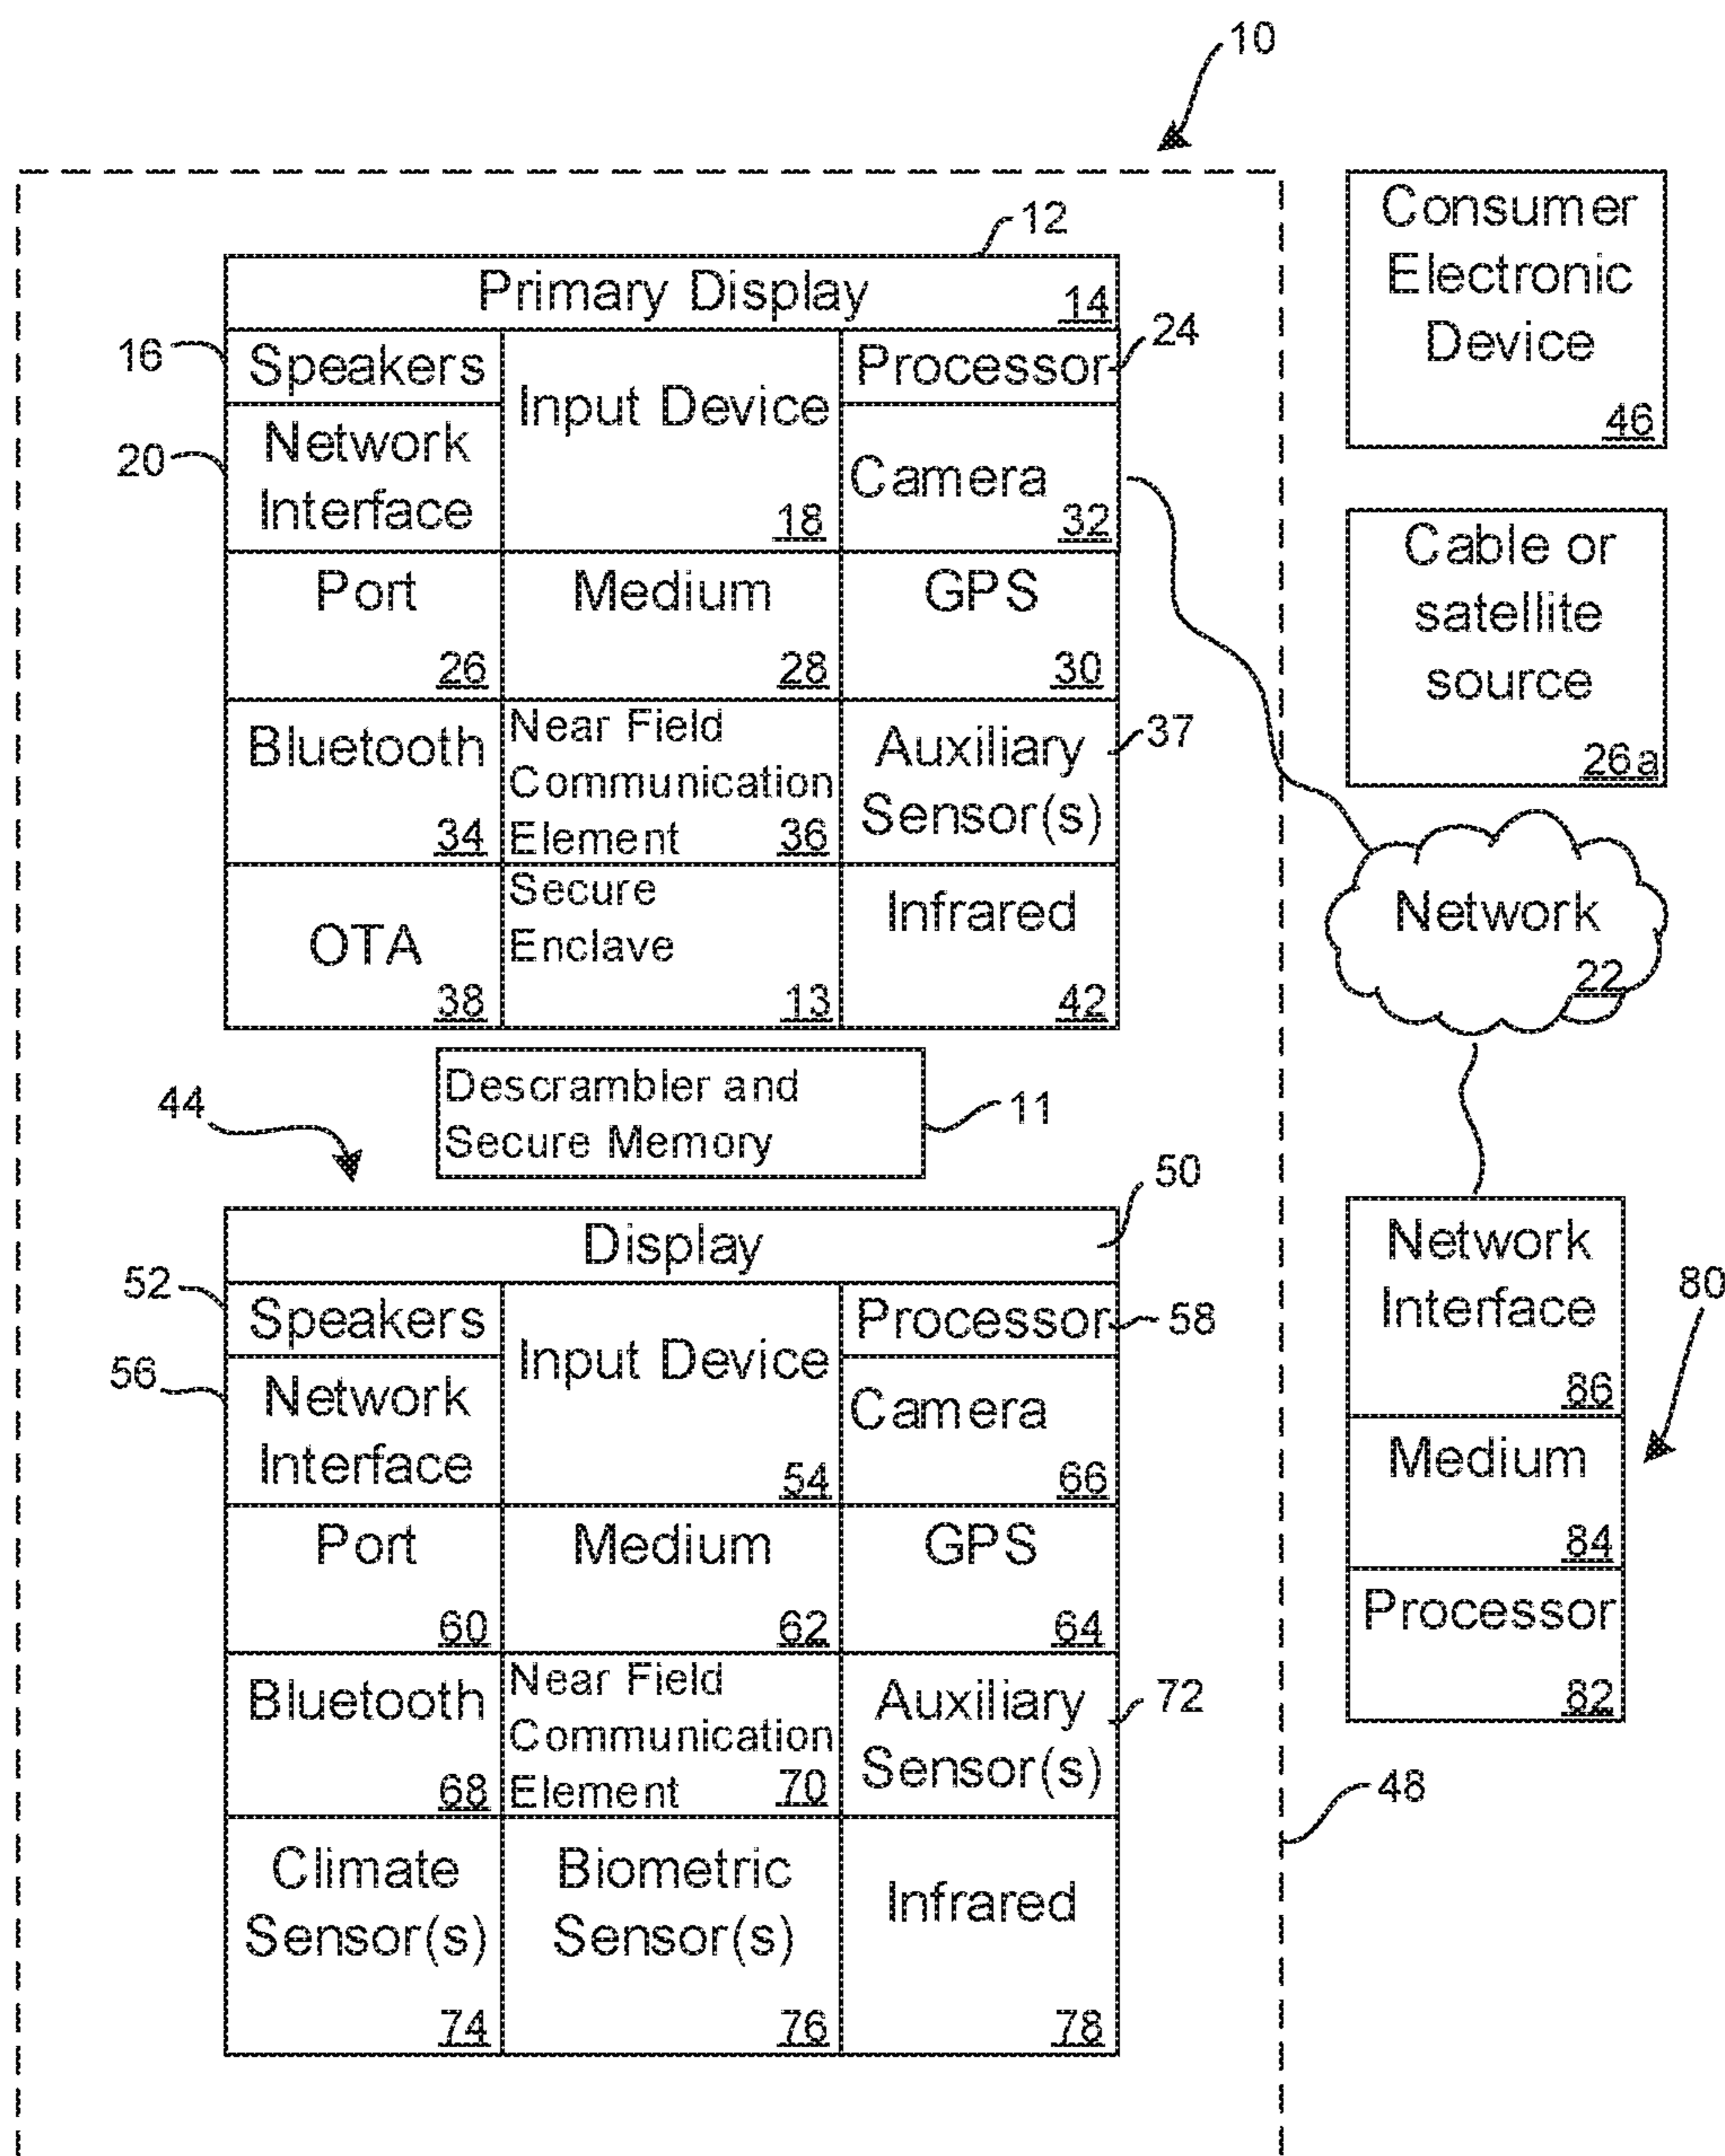 10
12
Primary Display
14
16
Speakers
Input Device
18
Processor
24
20
Network
Interface
Camera
32
Port
26
Medium
28
GPS
30
Bluetooth
34
Near Field
Communication
Element 36
Auxiliary
Sensor(s)
37
OTA
38
Secure
Enclave
13
Infrared
42
Descrambler and
Secure Memory
11
44
50
Display
52
Speakers
Input Device
54
Processor
58
56
Network
Interface
Camera
66
Port
60
Medium
62
GPS
64
Bluetooth
68
Near Field
Communication
Element 70
Auxiliary
Sensor(s)
72
Climate
Sensor(s)
74
Biometric
Sensor(s)
76
Infrared
78
48
Consumer
Electronic
Device
46
Cable or
satellite
source
26a
Network
22
Network
Interface
86
80
Medium
84
Processor
82